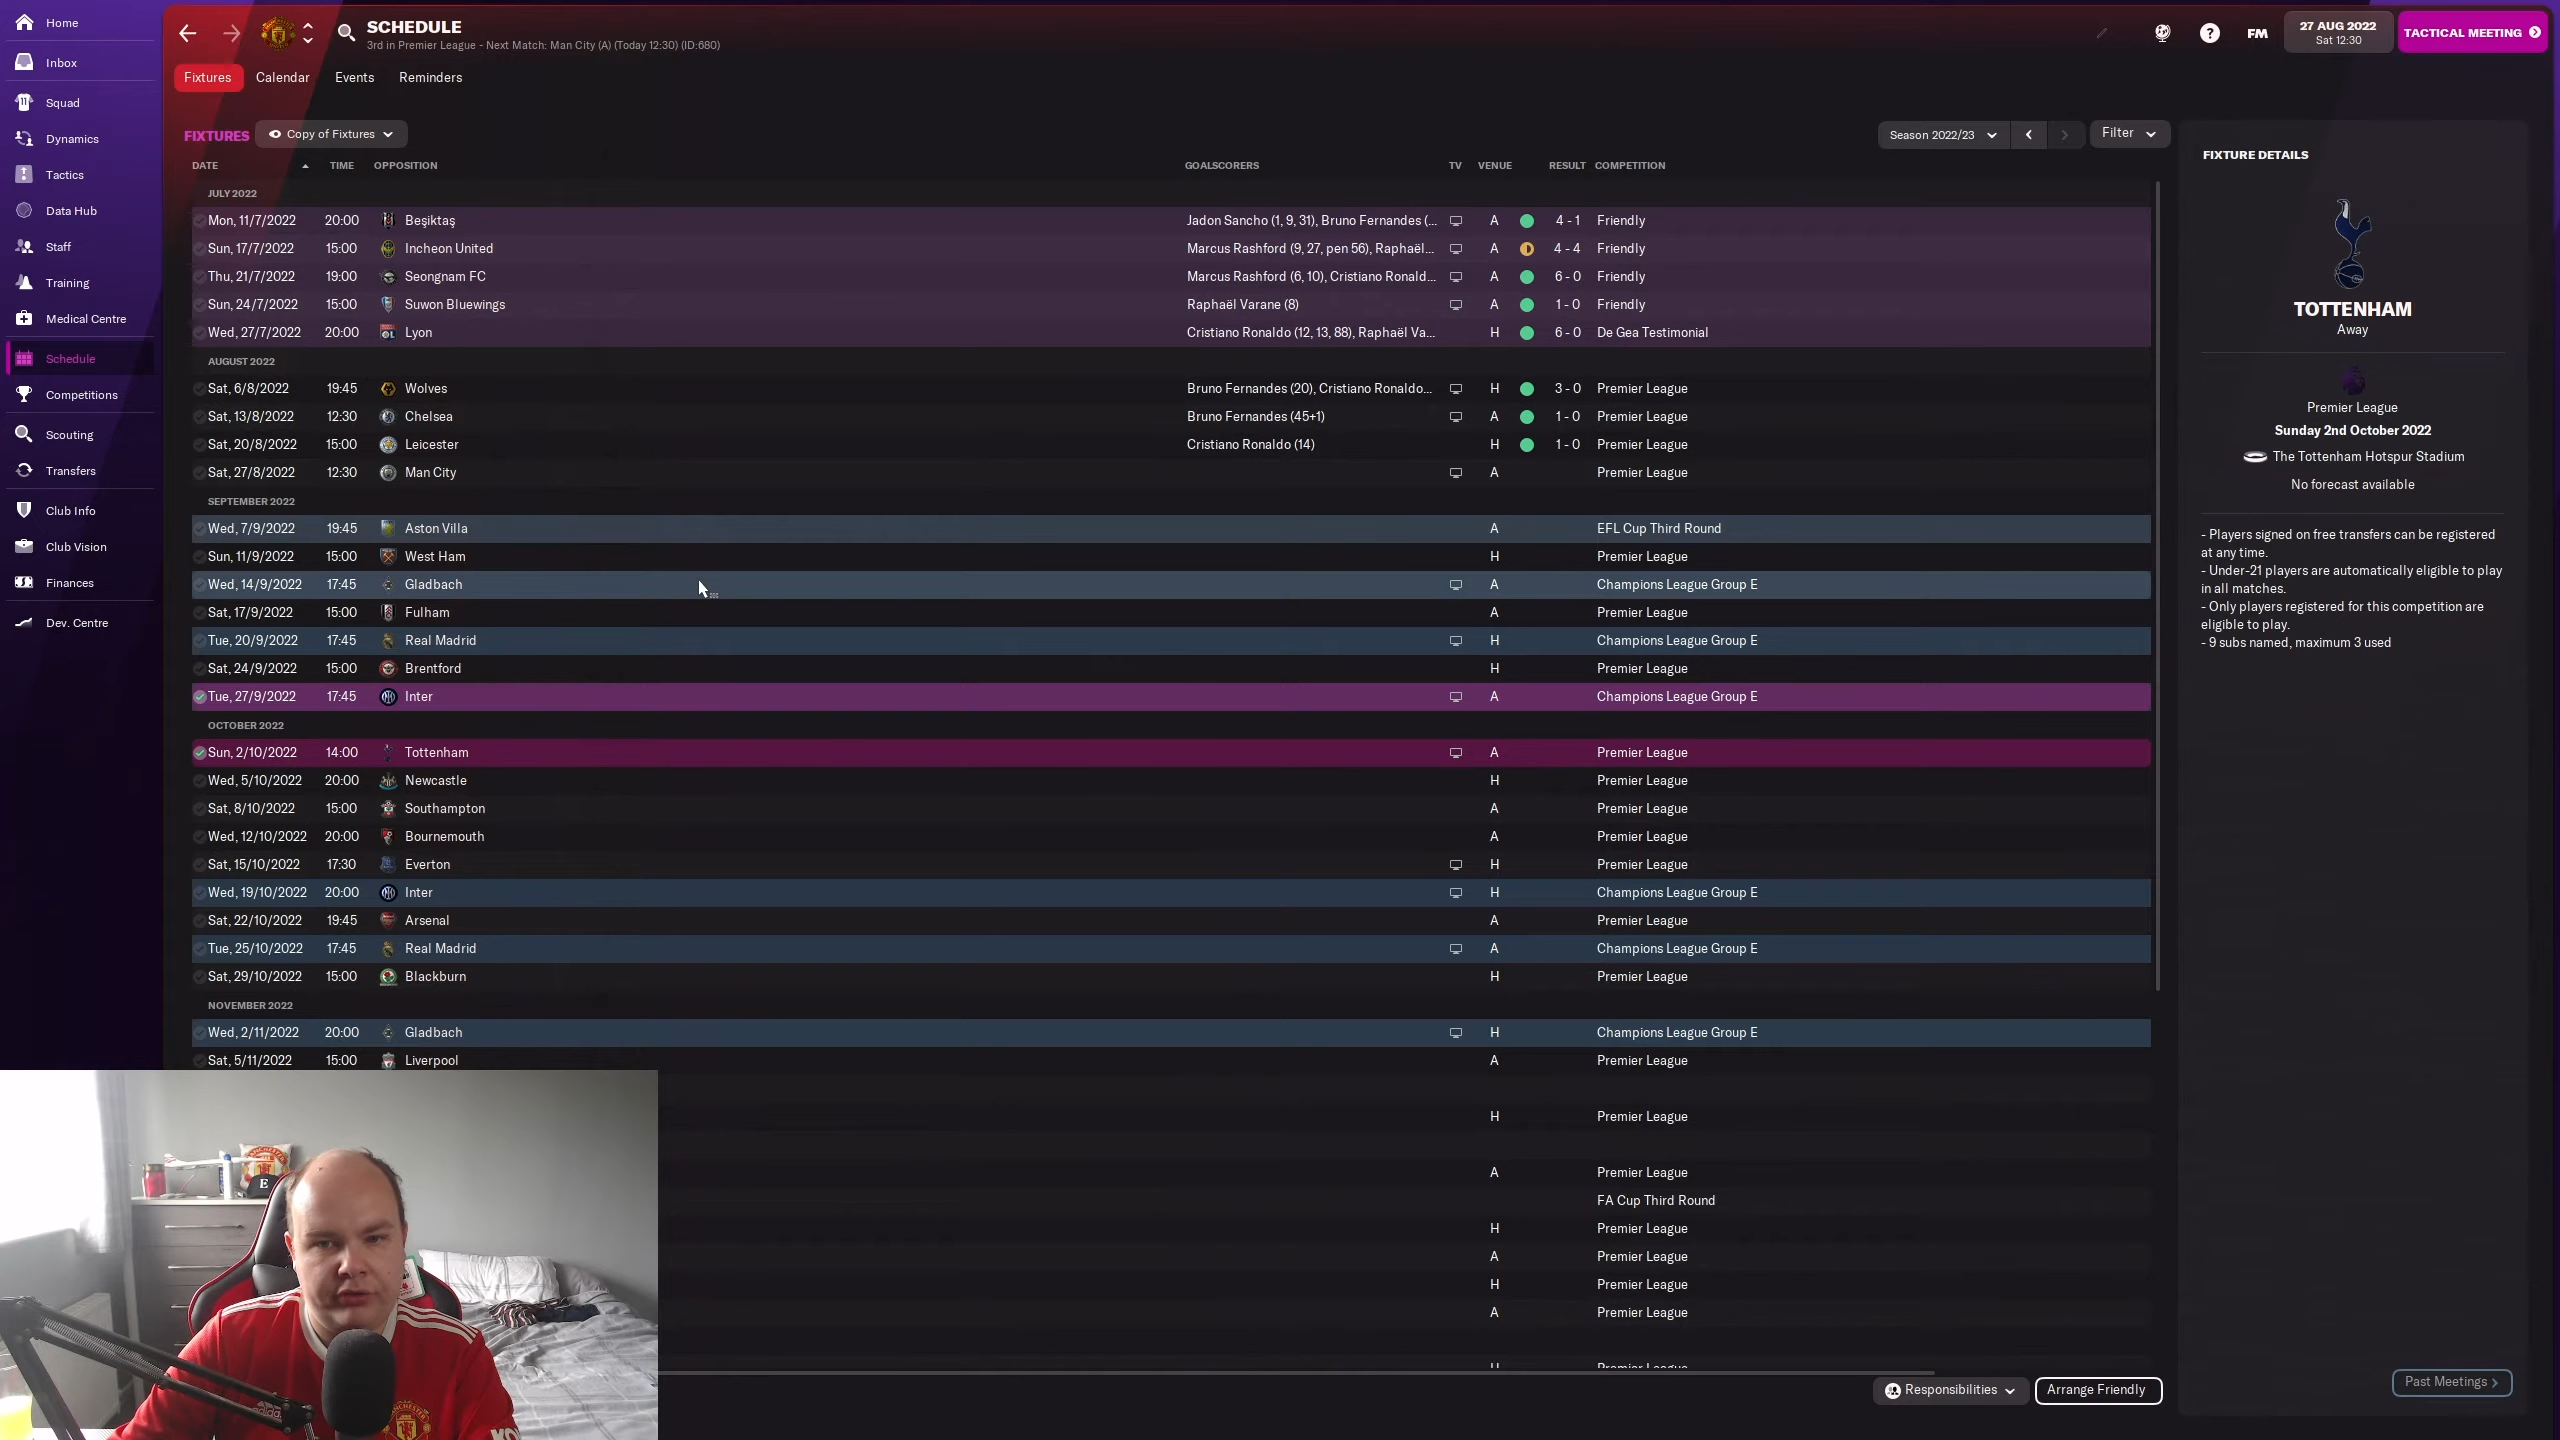 Home
Inbox
Squad
Dynamics
Tactics
Data Hub
Staff
Training
Medical Centre
Schedule
Competitions
Scouting
Transfers
Club Info
Club Vision
Finances
Dev. Centre
SCHEDULE
3rd in Premier League - Next Match: Man City (A) (Today 12:30) (ID:680)
FM
27 AUG 2022
Sat 12:30
TACTICAL MEETING
Fixtures Calendar Events Reminders
FIXTURES Copy of Fixtures Season 2022/23 Filter
DATE TIME OPPOSITION GOALSCORERS TV VENUE RESULT COMPETITION
JULY 2022
Mon, 11/7/2022 20:00 Beşiktaş Jadon Sancho (1, 9, 31), Bruno Fernandes (... A 4 - 1 Friendly
Sun, 17/7/2022 15:00 Incheon United Marcus Rashford (9, 27, pen 56), Raphaël... A 4 - 4 Friendly
Thu, 21/7/2022 19:00 Seongnam FC Marcus Rashford (6, 10), Cristiano Ronald... A 6 - 0 Friendly
Sun, 24/7/2022 15:00 Suwon Bluewings Raphaël Varane (8) A 1 - 0 Friendly
Wed, 27/7/2022 20:00 Lyon Cristiano Ronaldo (12, 13, 88), Raphaël Va... H 6 - 0 De Gea Testimonial
AUGUST 2022
Sat, 6/8/2022 19:45 Wolves Bruno Fernandes (20), Cristiano Ronaldo... H 3 - 0 Premier League
Sat, 13/8/2022 12:30 Chelsea Bruno Fernandes (45+1) A 1 - 0 Premier League
Sat, 20/8/2022 15:00 Leicester Cristiano Ronaldo (14) H 1 - 0 Premier League
Sat, 27/8/2022 12:30 Man City A Premier League
SEPTEMBER 2022
Wed, 7/9/2022 19:45 Aston Villa A EFL Cup Third Round
Sun, 11/9/2022 15:00 West Ham H Premier League
Wed, 14/9/2022 17:45 Gladbach A Champions League Group E
Sat, 17/9/2022 15:00 Fulham A Premier League
Tue, 20/9/2022 17:45 Real Madrid H Champions League Group E
Sat, 24/9/2022 15:00 Brentford H Premier League
Tue, 27/9/2022 17:45 Inter A Champions League Group E
OCTOBER 2022
Sun, 2/10/2022 14:00 Tottenham A Premier League
Wed, 5/10/2022 20:00 Newcastle H Premier League
Sat, 8/10/2022 15:00 Southampton A Premier League
Wed, 12/10/2022 20:00 Bournemouth A Premier League
Sat, 15/10/2022 17:30 Everton H Premier League
Wed, 19/10/2022 20:00 Inter H Champions League Group E
Sat, 22/10/2022 19:45 Arsenal A Premier League
Tue, 25/10/2022 17:45 Real Madrid A Champions League Group E
Sat, 29/10/2022 15:00 Blackburn H Premier League
NOVEMBER 2022
Wed, 2/11/2022 20:00 Gladbach H Champions League Group E
Sat, 5/11/2022 15:00 Liverpool A Premier League
H Premier League
A Premier League
FA Cup Third Round
H Premier League
A Premier League
H Premier League
A Premier League
H Premier League
Responsibilities Arrange Friendly
FIXTURE DETAILS
TOTTENHAM
Away
Premier League
Sunday 2nd October 2022
The Tottenham Hotspur Stadium
No forecast available
- Players signed on free transfers can be registered
at any time.
- Under-21 players are automatically eligible to play
in all matches.
- Only players registered for this competition are
eligible to play.
- 9 subs named, maximum 3 used
Past Meetings
E
adidas